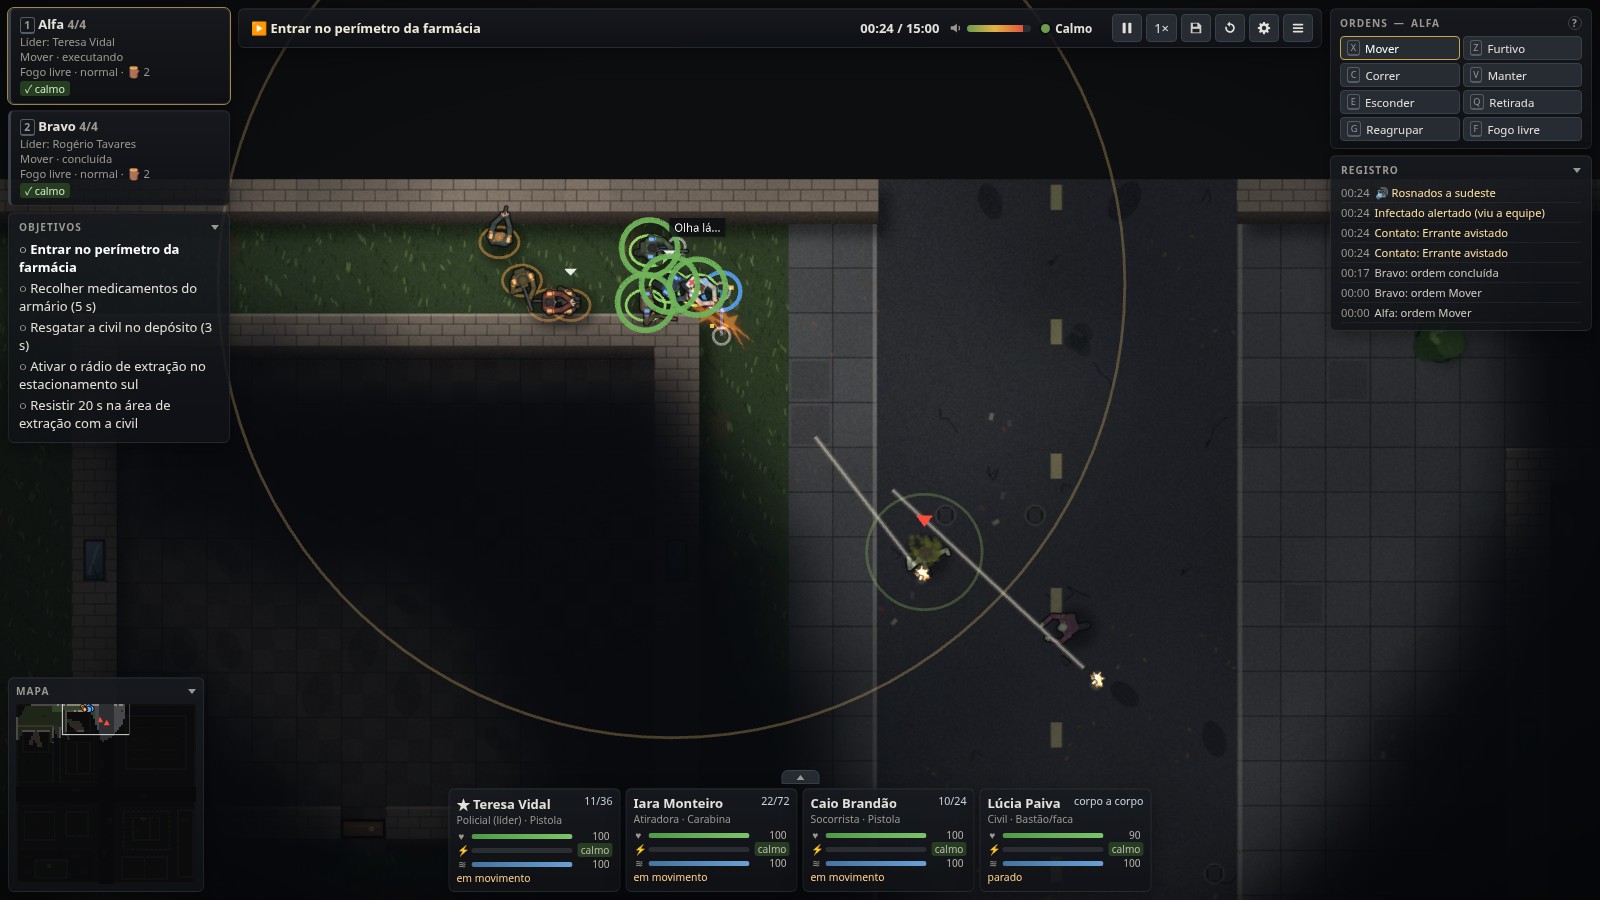 1 Alfa 4/4
Líder: Teresa Vidal
Mover · executando
Fogo livre · normal · 2
✓ calmo
2 Bravo 4/4
Líder: Rogério Tavares
Mover · concluída
Fogo livre · normal · 2
✓ calmo
OBJETIVOS
○ Entrar no perímetro da
farmácia
○ Recolher medicamentos do
armário (5 s)
○ Resgatar a civil no depósito (3
s)
○ Ativar o rádio de extração no
estacionamento sul
○ Resistir 20 s na área de
extração com a civil
Entrar no perímetro da farmácia
00:24 / 15:00
Calmo
1×
Olha lá...
ORDENS — ALFA
?
X Mover
Z Furtivo
C Correr
V Manter
E Esconder
Q Retirada
G Reagrupar
F Fogo livre
REGISTRO
00:24 Rosnados a sudeste
00:24 Infectado alertado (viu a equipe)
00:24 Contato: Errante avistado
00:24 Contato: Errante avistado
00:17 Bravo: ordem concluída
00:00 Bravo: ordem Mover
00:00 Alfa: ordem Mover
MAPA
★ Teresa Vidal 11/36
Policial (líder) · Pistola
100
calmo
100
em movimento
Iara Monteiro 22/72
Atiradora · Carabina
100
calmo
100
em movimento
Caio Brandão 10/24
Socorrista · Pistola
100
calmo
100
em movimento
Lúcia Paiva corpo a corpo
Civil · Bastão/faca
90
calmo
100
parado